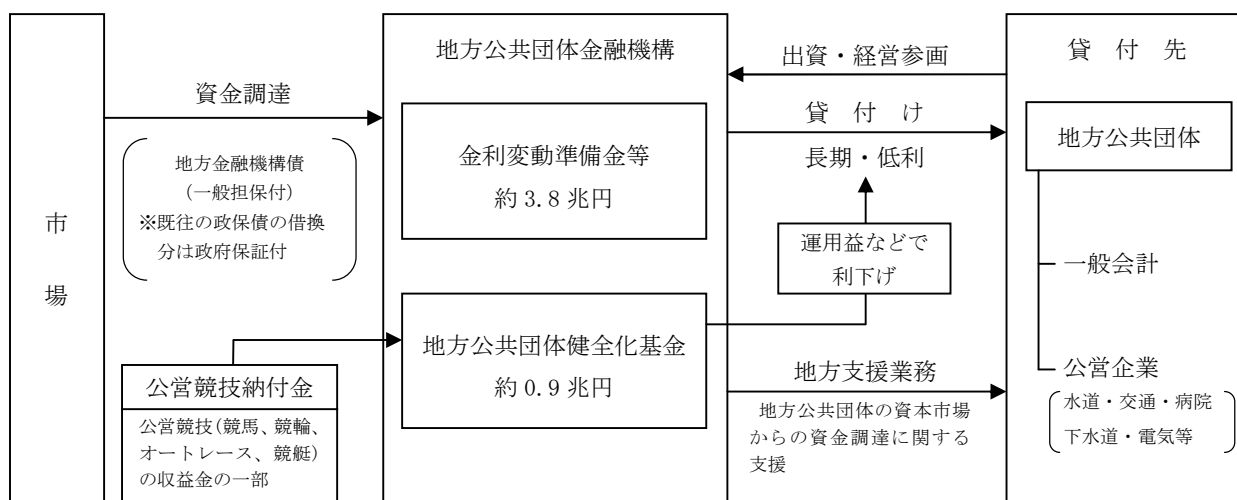 市
場
資金調達
地方金融機構債
(一般担保付)
※既往の政保債の借換
分は政府保証付
公営競技納付金
公営競技(競馬、競輪、
オートレース、競艇)
の収益金の一部
地方公共団体金融機構
金利変動準備金等
約 3.8 兆円
地方公共団体健全化基金
約 0.9 兆円
出資・経営参画
貸 付 け
長期・低利
運用益などで
利下げ
地方支援業務
地方公共団体の資本市場
からの資金調達に関する
支援
貸 付 先
地方公共団体
一般会計
公営企業
水道・交通・病院
下水道・電気等